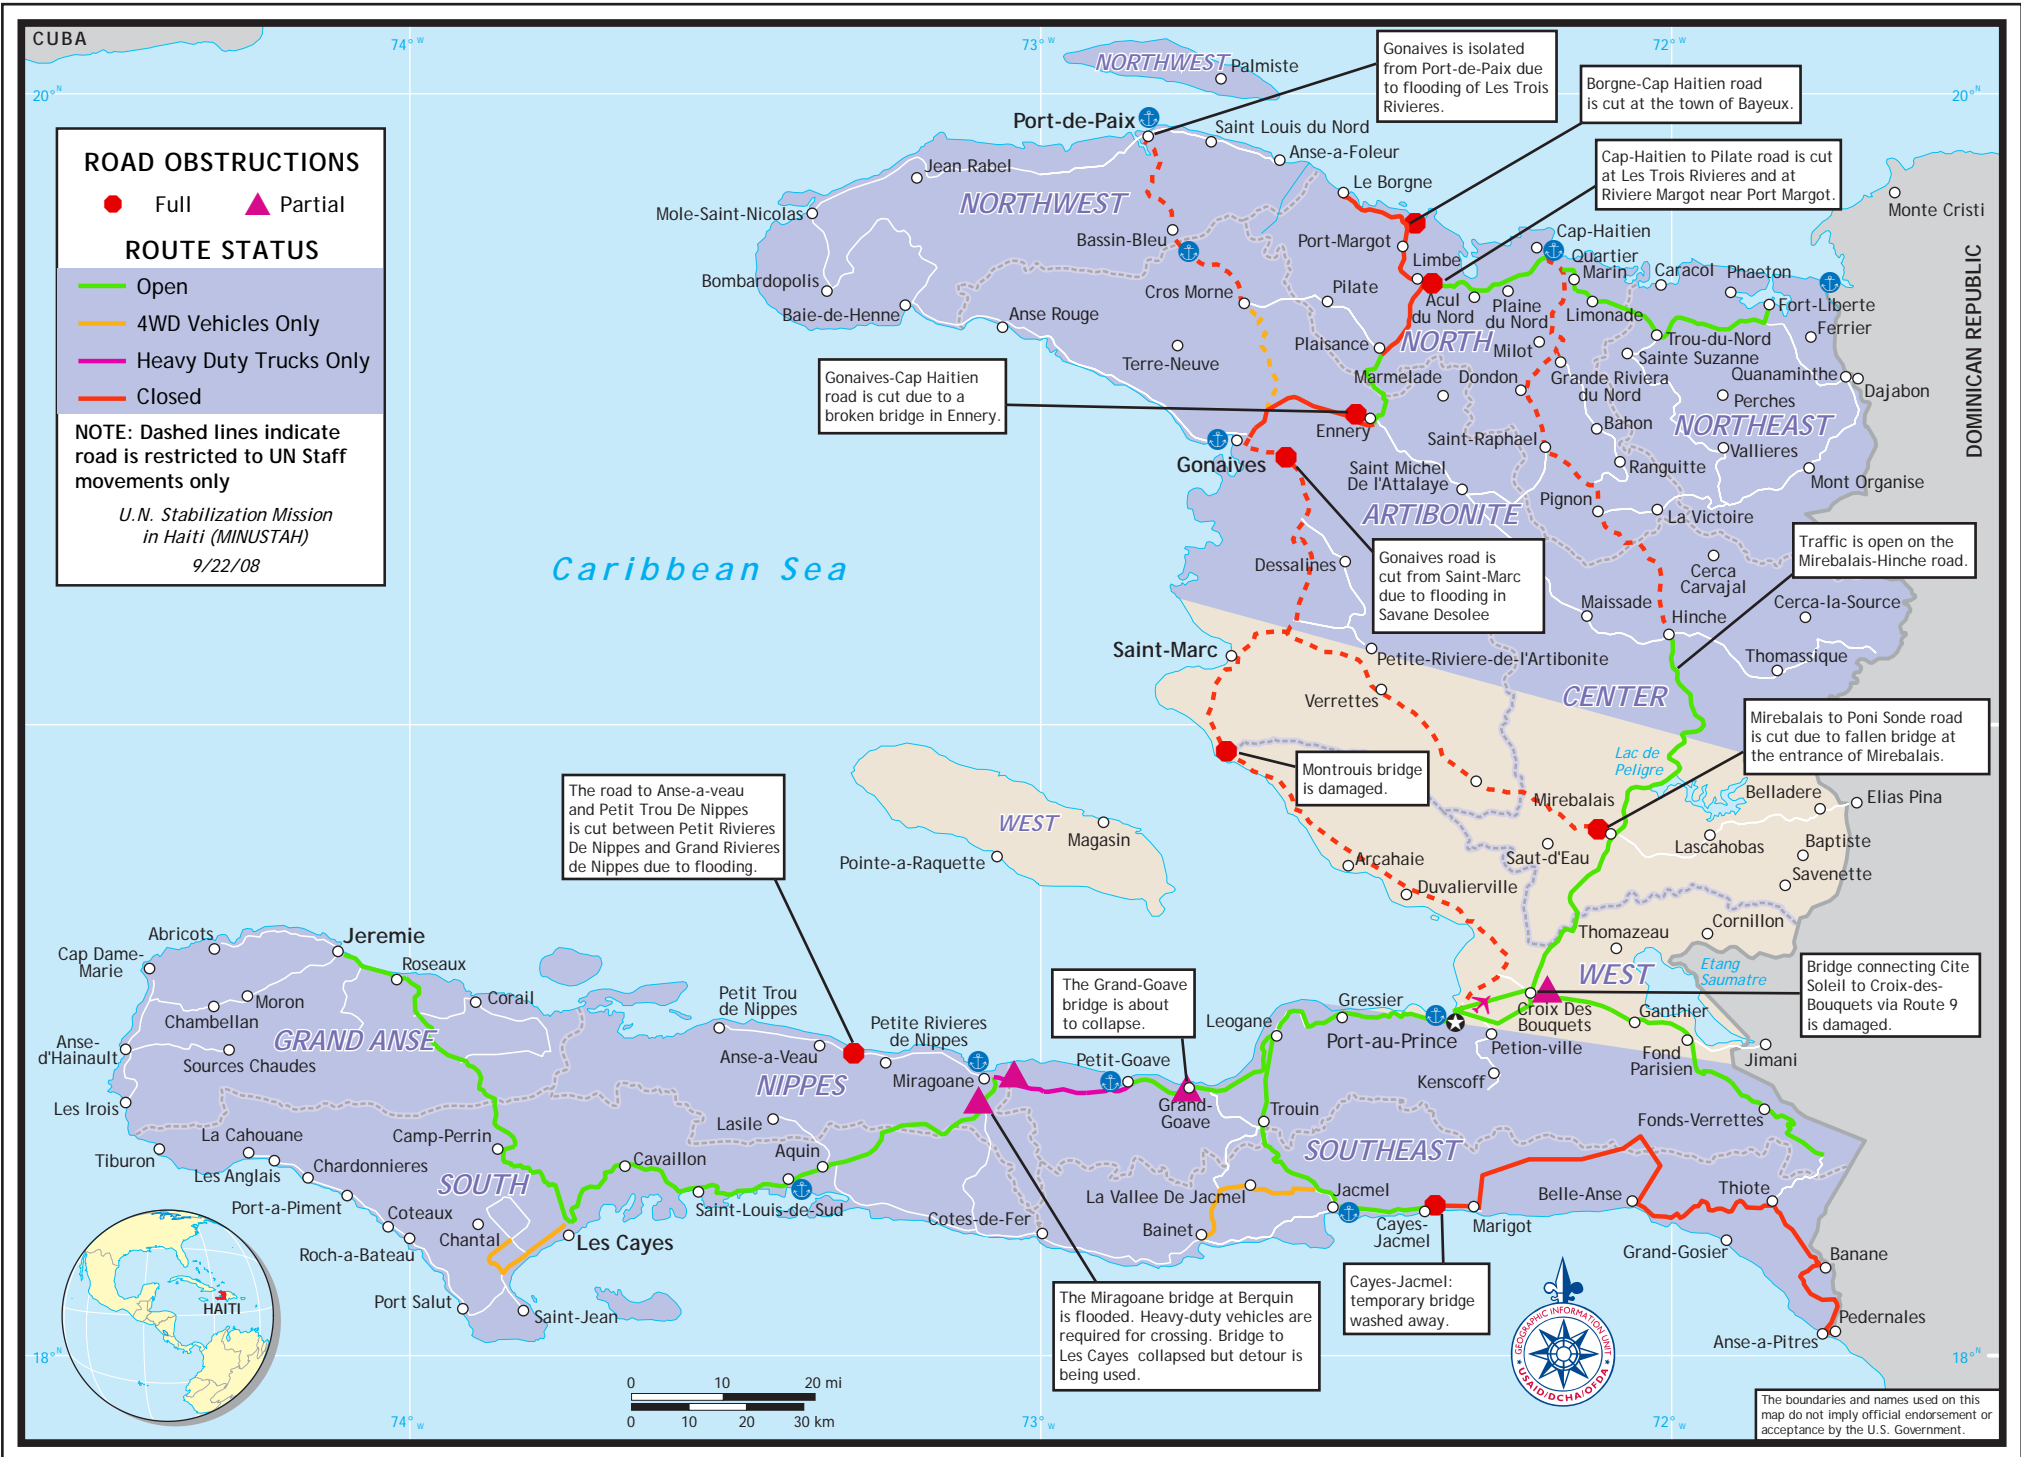 CUBA
74° W
73° W
72° W
20° N
20° N
ROAD OBSTRUCTIONS
Full
Partial
ROUTE STATUS
Open
4WD Vehicles Only
Heavy Duty Trucks Only
Closed
NOTE: Dashed lines indicate
road is restricted to UN Staff
movements only
U.N. Stabilization Mission
in Haiti (MINUSTAH)
9/22/08
Gonaives is isolated
from Port-de-Paix due
to flooding of Les Trois
Rivieres.
Borgne-Cap Haitien road
is cut at the town of Bayeux.
Cap-Haitien to Pilate road is cut
at Les Trois Rivieres and at
Riviere Margot near Port Margot.
Gonaives-Cap Haitien
road is cut due to a
broken bridge in Ennery.
Gonaives road is
cut from Saint-Marc
due to flooding in
Savane Desolee
Traffic is open on the
Mirebalais-Hinche road.
Mirebalais to Poni Sonde road
is cut due to fallen bridge at
the entrance of Mirebalais.
Montrouis bridge
is damaged.
The road to Anse-a-veau
and Petit Trou De Nippes
is cut between Petit Rivieres
De Nippes and Grand Rivieres
de Nippes due to flooding.
The Grand-Goave
bridge is about
to collapse.
Bridge connecting Cite
Soleil to Croix-des-
Bouquets via Route 9
is damaged.
The Miragoane bridge at Berquin
is flooded. Heavy-duty vehicles are
required for crossing. Bridge to
Les Cayes collapsed but detour is
being used.
Cayes-Jacmel:
temporary bridge
washed away.
NORTHWEST
Palmiste
Port-de-Paix
Saint Louis du Nord
Anse-a-Foleur
Jean Rabel
NORTHWEST
Le Borgne
Mole-Saint-Nicolas
Bassin-Bleu
Port-Margot
Cap-Haitien
Monte Cristi
Limbe
Quartier
Marin
Caracol
Phaeton
Bombardopolis
Cros Morne
Pilate
Acul
du Nord
Plaine
du Nord
Limonade
Fort-Liberte
Baie-de-Henne
Anse Rouge
Ferrier
Terre-Neuve
Plaisance
NORTH
Milot
Trou-du-Nord
Sainte Suzanne
Marmelade
Dondon
Grande Riviera
du Nord
Quanaminthe
Dajabon
Perches
Ennery
Saint-Raphael
Bahon
NORTHEAST
Gonaives
Vallieres
Ranguitte
Saint Michel
De l'Attalaye
Mont Organise
Pignon
La Victoire
ARTIBONITE
DOMINICAN REPUBLIC
Caribbean Sea
Dessalines
Cerca
Carvajal
Maissade
Cerca-la-Source
Hinche
Saint-Marc
Petite-Riviere-de-l'Artibonite
Thomassique
Verrettes
CENTER
Lac de
Peligre
Mirebalais
Belladere
Elias Pina
WEST
Magasin
Lascahobas
Baptiste
Pointe-a-Raquette
Arcahaie
Saut-d'Eau
Savenette
Duvalierville
Cornillon
Thomazeau
WEST
Etang
Saumatre
Abricots
Jeremie
Cap Dame-
Marie
Roseaux
Moron
Corail
Chambellan
GRAND ANSE
Petit Trou
de Nippes
Petite Rivieres
de Nippes
Leogane
Gressier
Croix Des
Bouquets
Ganthier
Anse-
d'Hainault
Sources Chaudes
Anse-a-Veau
NIPPES
Miragoane
Petit-Goave
Port-au-Prince
Petion-ville
Fond
Parisien
Jimani
Kenscoff
Les Irois
Grand-
Goave
Trouin
Fonds-Verrettes
Lasile
La Cahouane
Camp-Perrin
Tiburon
Les Anglais
Chardonnieres
Cavaillon
Aquin
SOUTHEAST
SOUTH
La Vallee De Jacmel
Jacmel
Belle-Anse
Thiote
Port-a-Piment
Saint-Louis-de-Sud
Coteaux
Cotes-de-Fer
Bainet
Cayes-
Jacmel
Marigot
Chantal
Roch-a-Bateau
Les Cayes
Grand-Gosier
Banane
Port Salut
Saint-Jean
Pedernales
Anse-a-Pitres
HAITI
18° N
18° N
0 10 20 mi
0 10 20 30 km
GEOGRAPHIC INFORMATION UNIT
USAID/DCHA/OFDA
The boundaries and names used on this
map do not imply official endorsement or
acceptance by the U.S. Government.
74° W
73° W
72° W